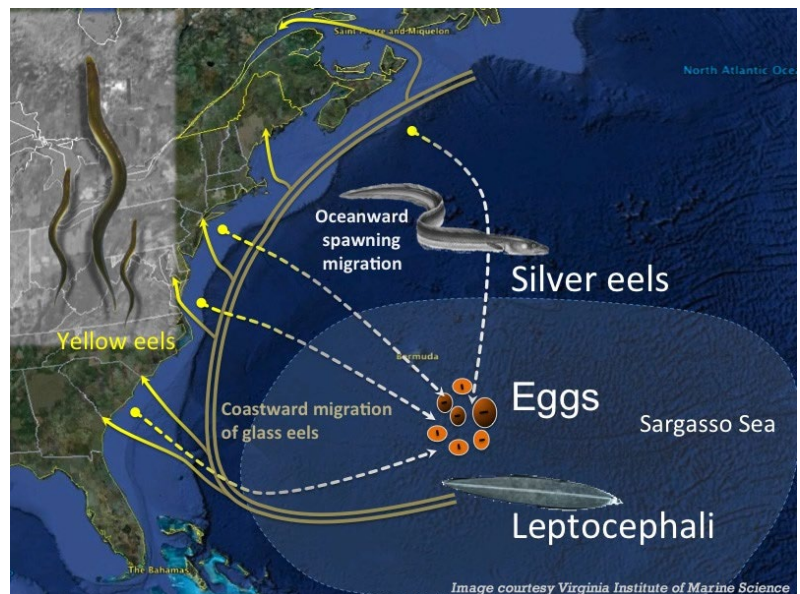 Saint Pierre and Miquelon
North Atlantic Oce
Oceanward
spawning
migration
Silver eels
Yellow eels
Bermuda
Eggs
Coastward migration
of glass eels
Sargasso Sea
Leptocephali
The Bahamas
Image courtesy Virginia Institute of Marine Science